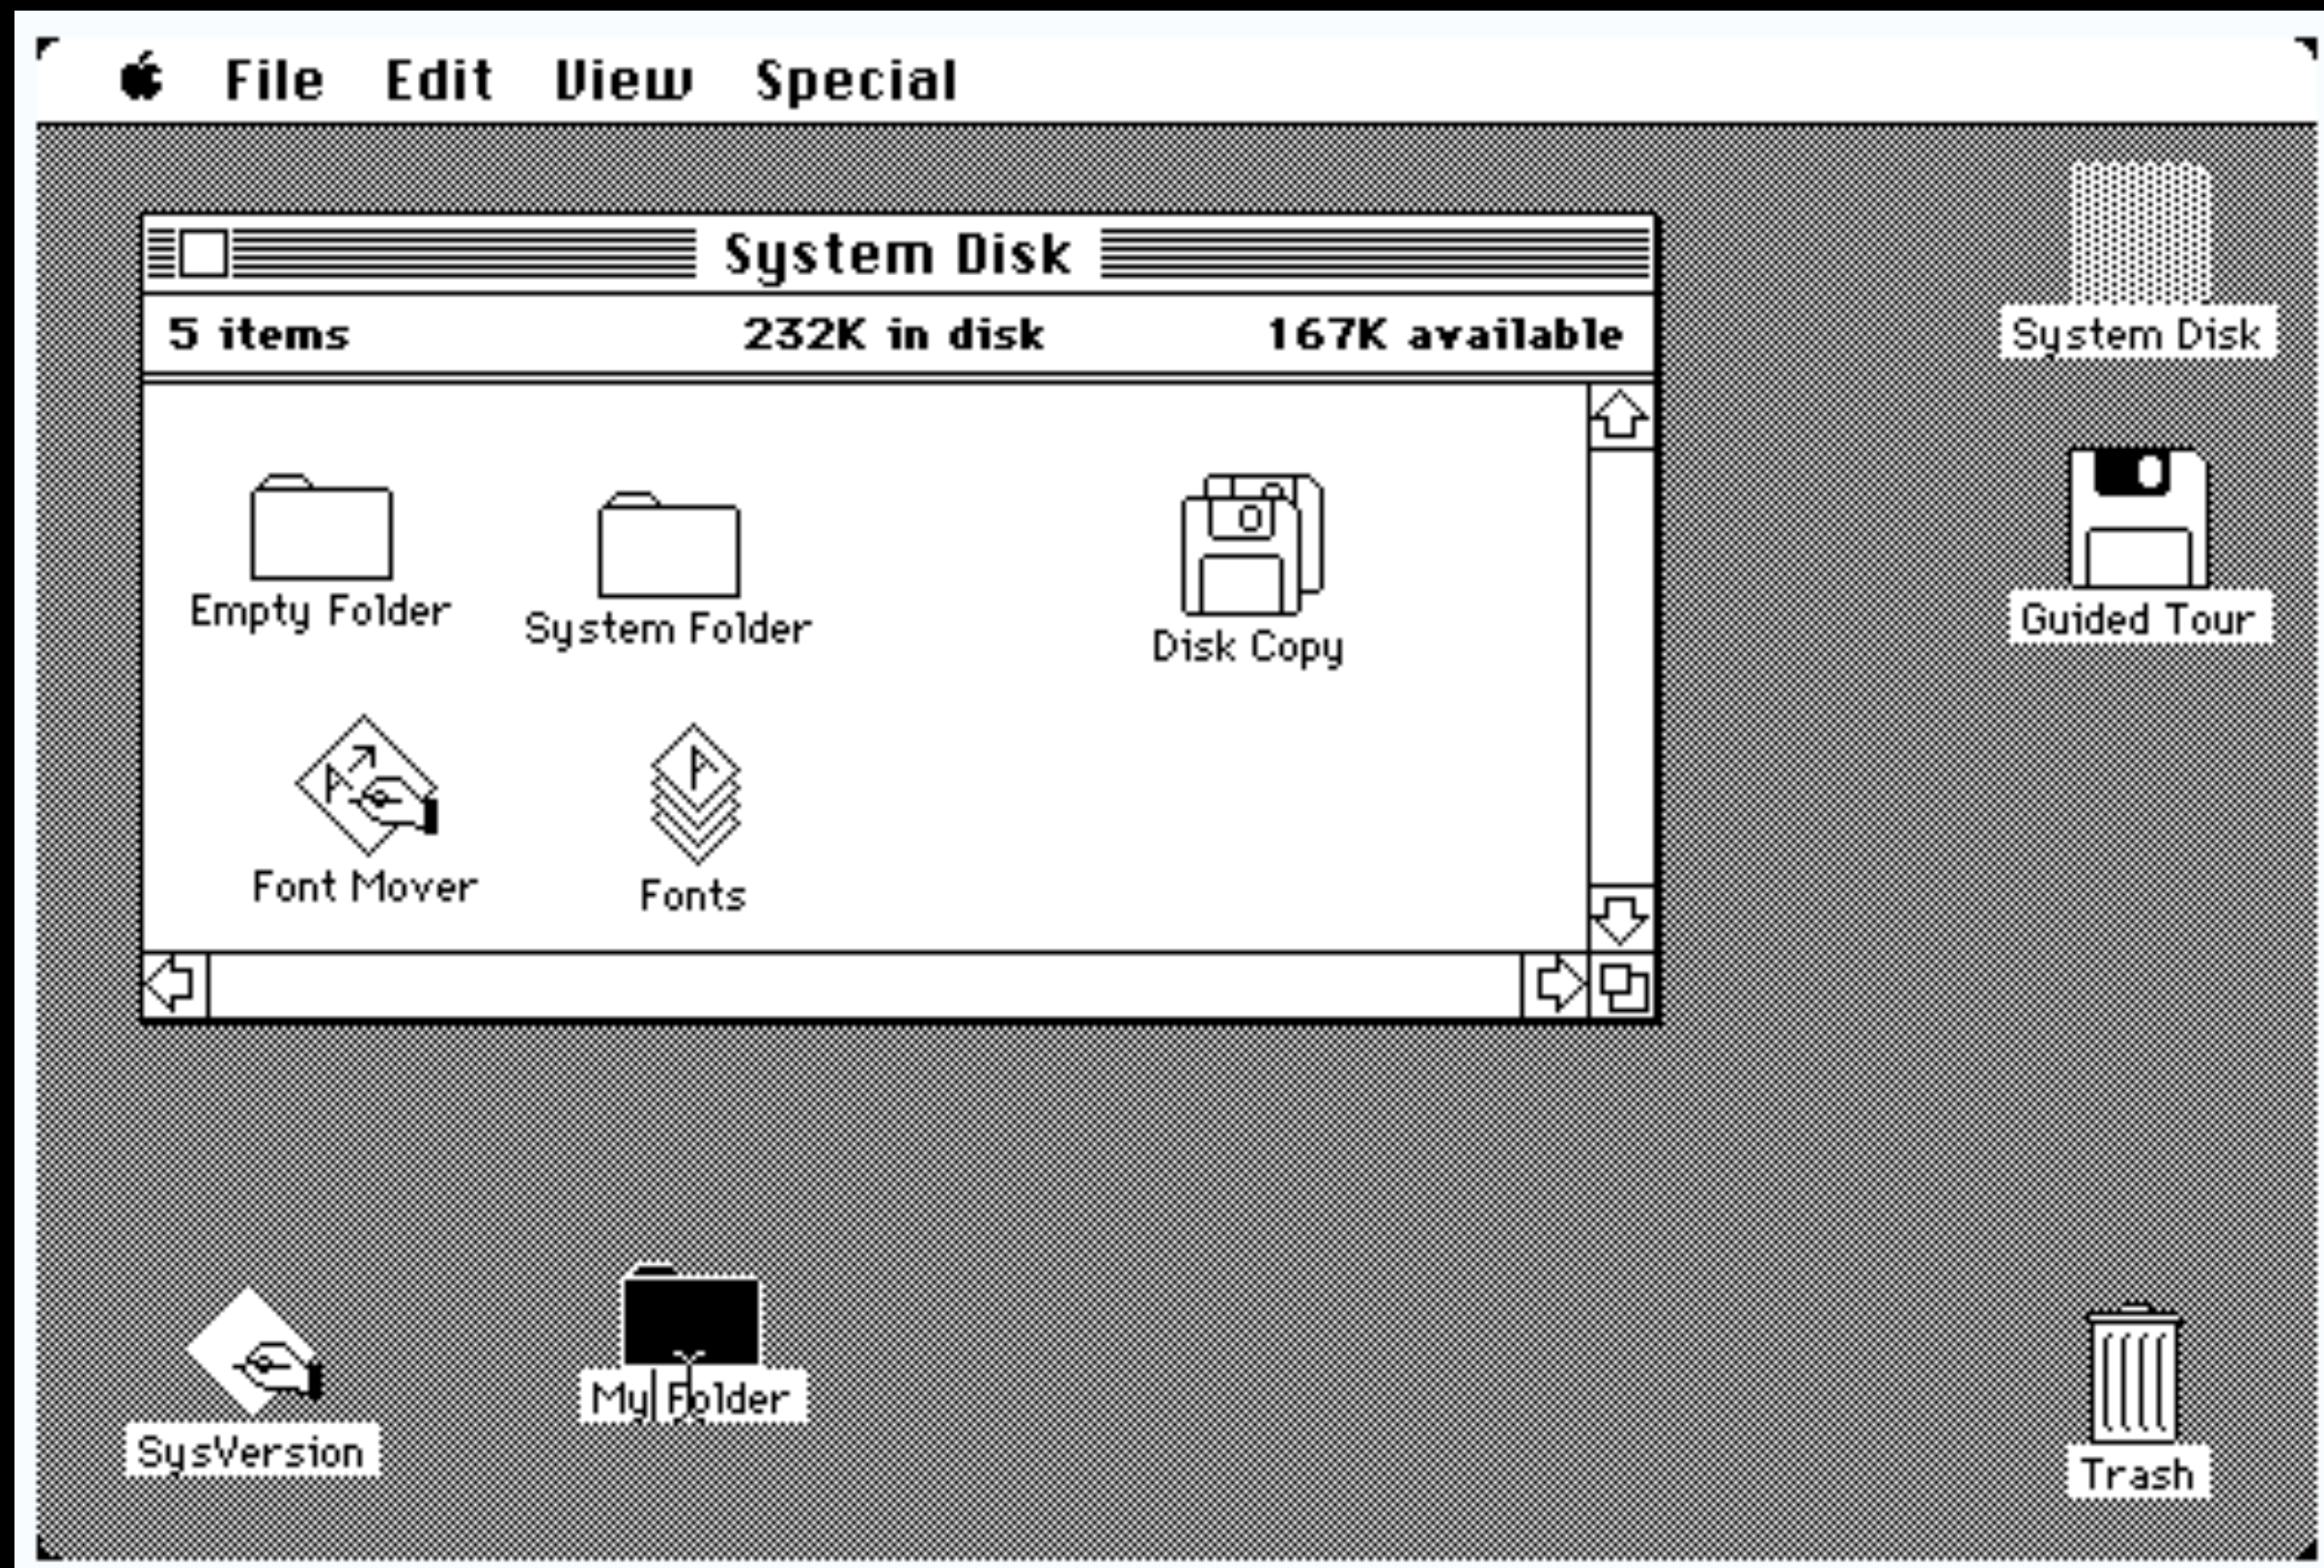 File Edit View Special
System Disk
5 items 232K in disk 167K available
System Disk
Empty Folder
System Folder
Disk Copy
Guided Tour
Font Mover
Fonts
My Folder
SysVersion
Trash